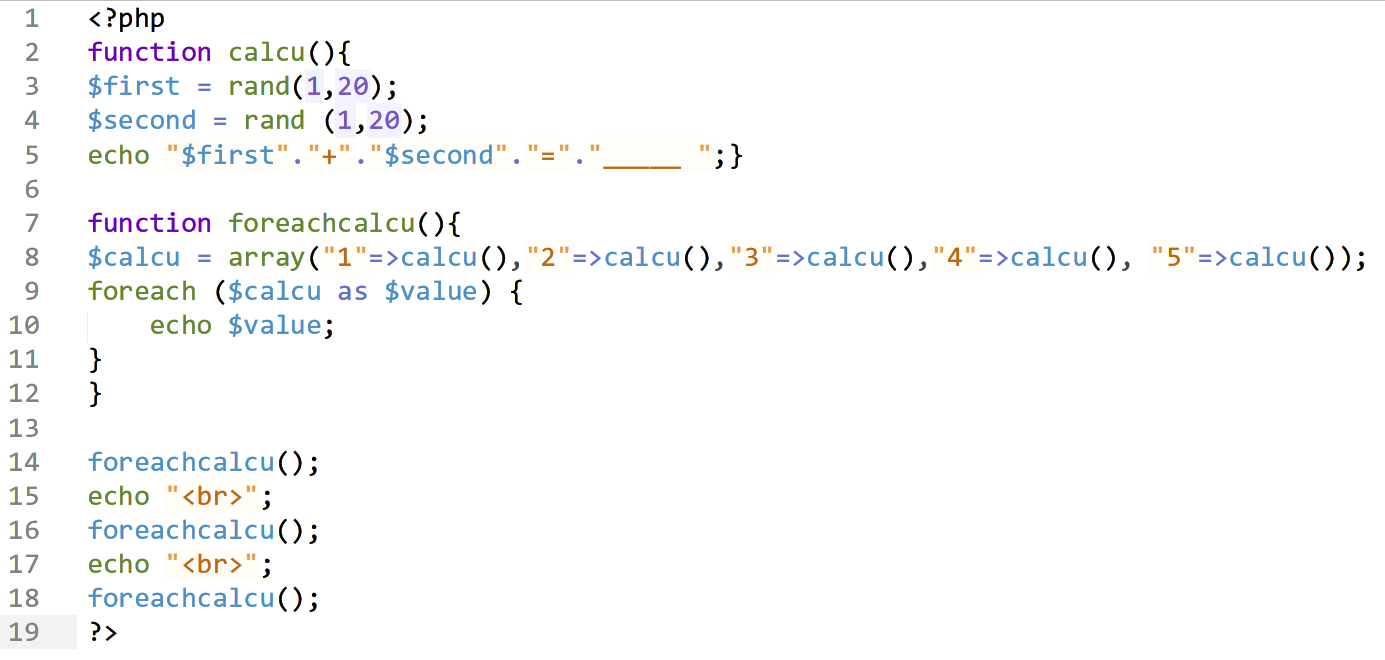 1 <?php
2 function calcu(){
3 $first = rand(1,20);
4 $second = rand (1,20);
5 echo "$first"."+"."$second"."="."_____ ";}
6
7 function foreachcalcu(){
8 $calcu = array("1"=>calcu(),"2"=>calcu(),"3"=>calcu(),"4"=>calcu(), "5"=>calcu());
9 foreach ($calcu as $value) {
10     echo $value;
11 }
12 }
13
14 foreachcalcu();
15 echo "<br>";
16 foreachcalcu();
17 echo "<br>";
18 foreachcalcu();
19 ?>